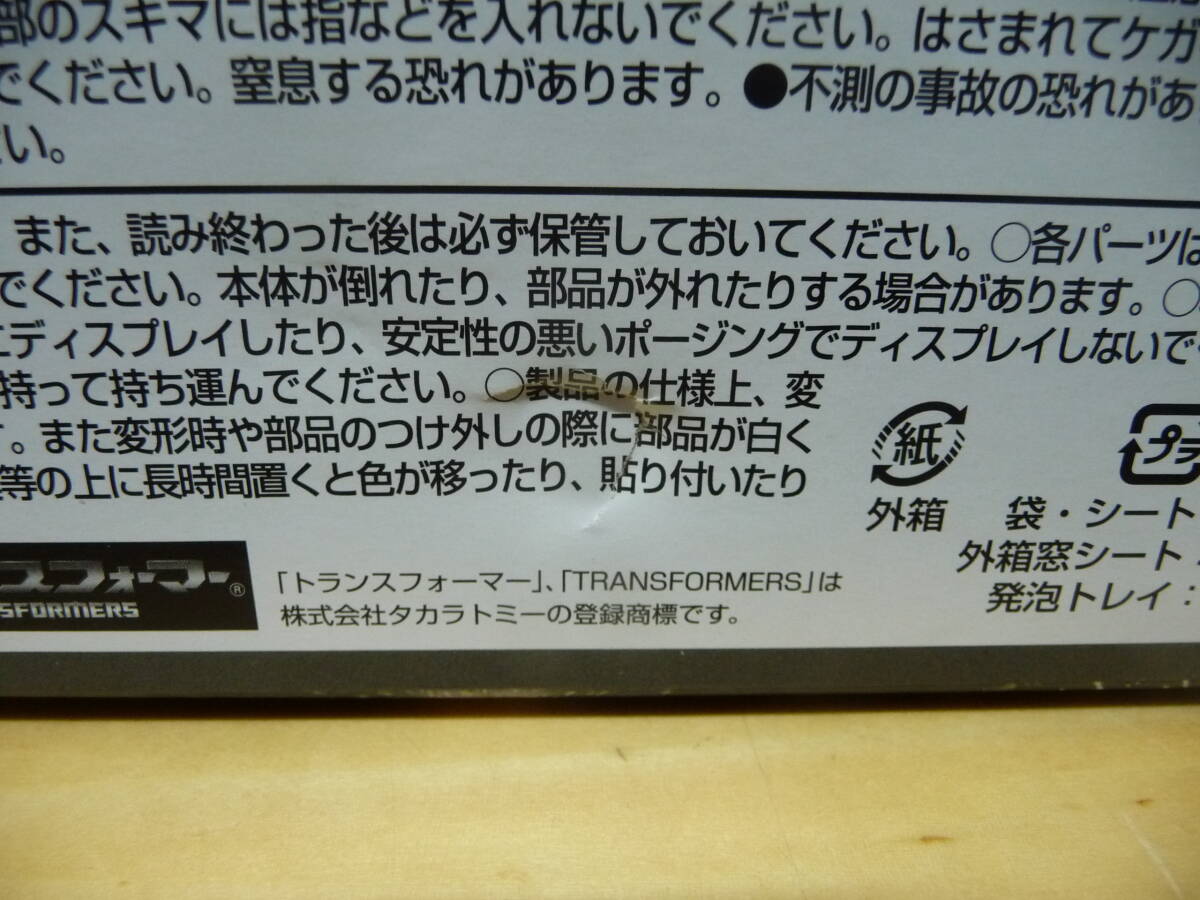 部のスキマには指などを入れないでください。はさまれてケガ
でください。窒息する恐れがあります。●不測の事故の恐れがあ
い。
また、読み終わった後は必ず保管しておいてください。○各パーツは
でください。本体が倒れたり、部品が外れたりする場合があります。○
にディスプレイしたり、安定性の悪いポージングでディスプレイしないで
持って持ち運んでください。○製品の仕様上、変
。また変形時や部品のつけ外しの際に部品が白く
等の上に長時間置くと色が移ったり、貼り付いたり
紙
外箱
プラ
袋・シート
外箱窓シート:
発泡トレイ:
スフォーマー®
SFORMERS
「トランスフォーマー」、「TRANSFORMERS」は
株式会社タカラトミーの登録商標です。